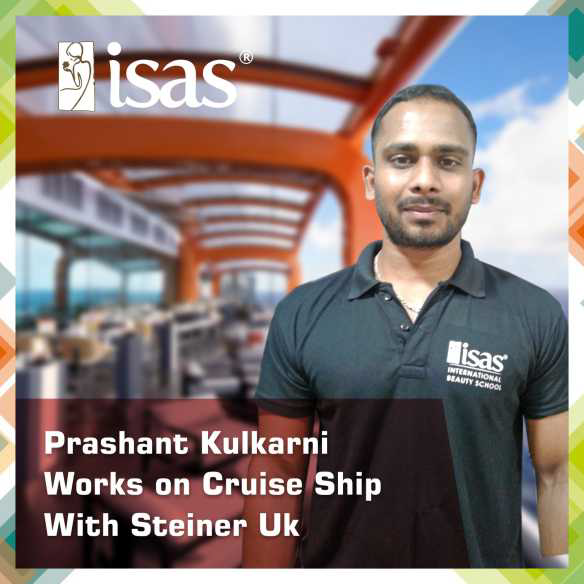 isas®
isas®
INTERNATIONAL
BEAUTY SCHOOL
Prashant Kulkarni
Works on Cruise Ship
With Steiner Uk